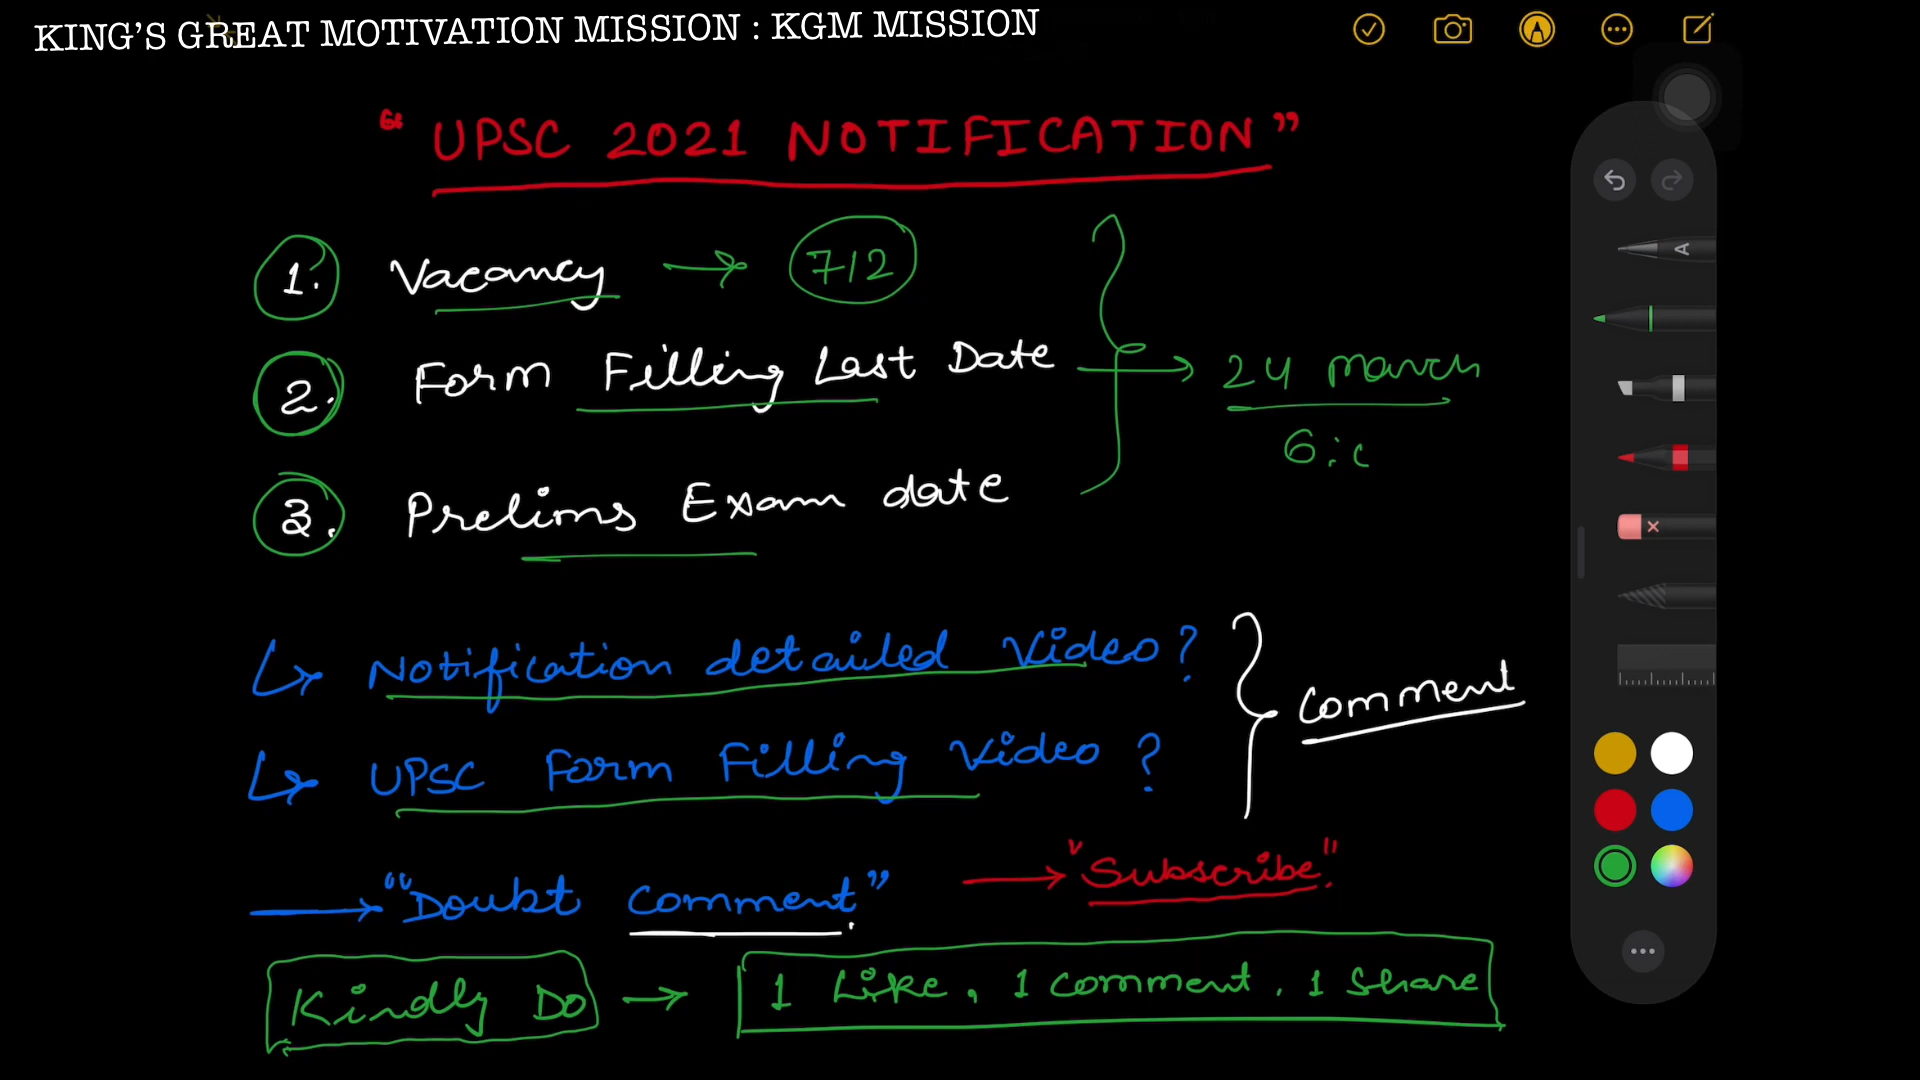 KING'S GREAT MOTIVATION MISSION : KGM MISSION
“ UPSC 2021 NOTIFICATION ”
1. Vacancy → 712
2. Form Filling Last Date → 24 March
6:
3. Prelims Exam date
↳ Notification detailed Video?
Comment
↳ UPSC Form Filling Video ?
→ “Doubt Comment” → "Subscribe".
Kindly Do → 1 Like, 1 Comment, 1 Share